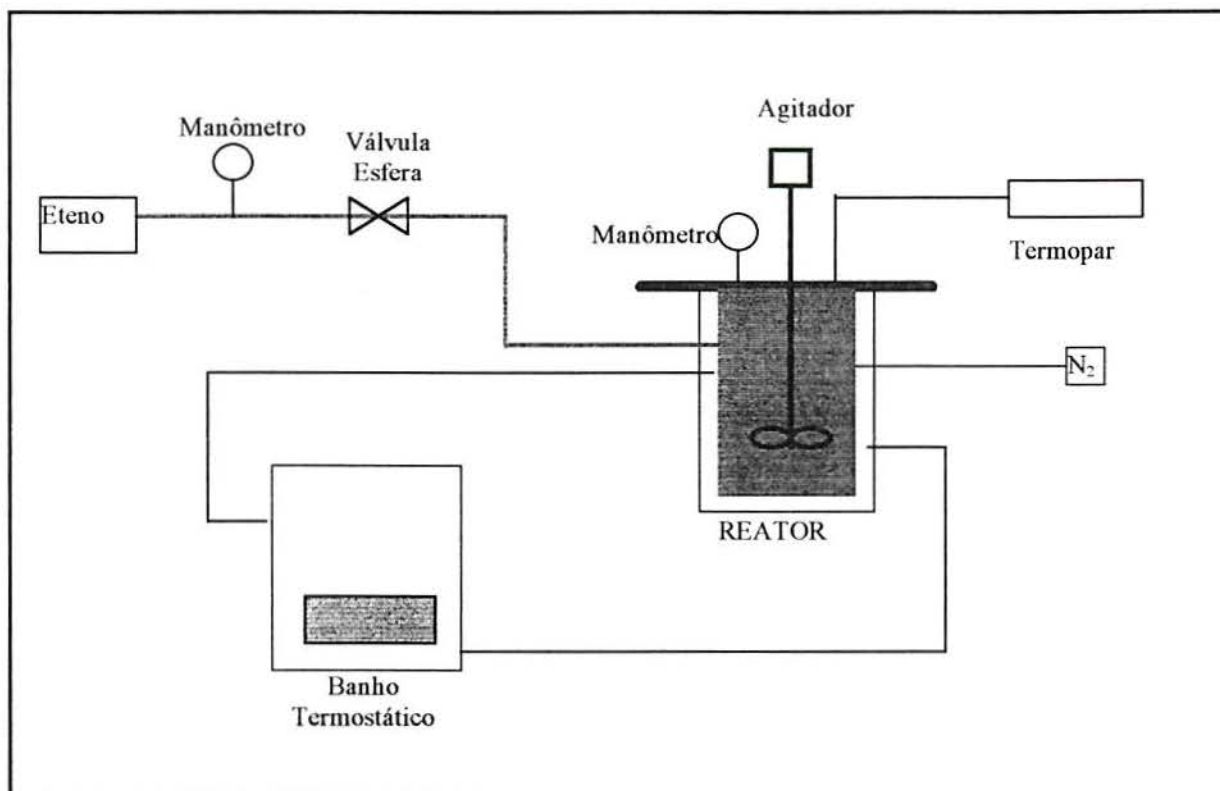 Agitador
Manômetro
Válvula
Esfera
Eteno
Manômetro
Termopar
N₂
REATOR
Banho
Termostático